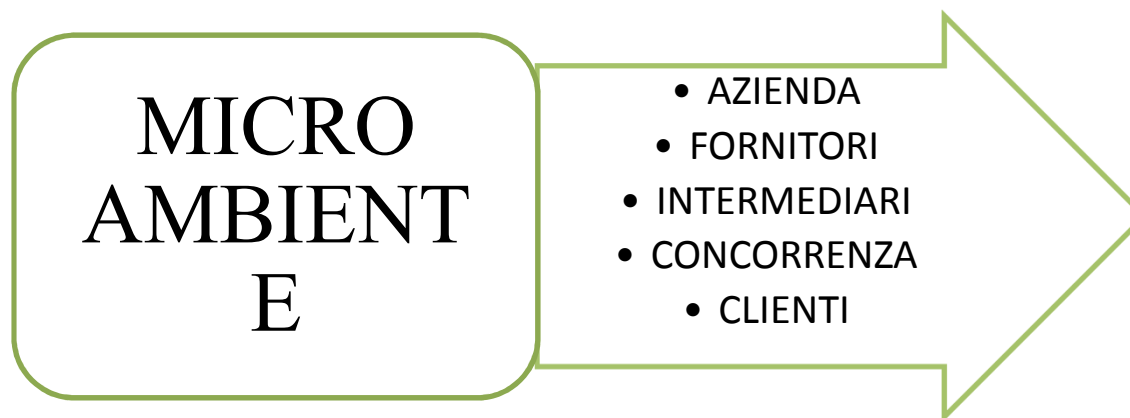 MICRO
AMBIENT
E
• AZIENDA
• FORNITORI
• INTERMEDIARI
• CONCORRENZA
• CLIENTI